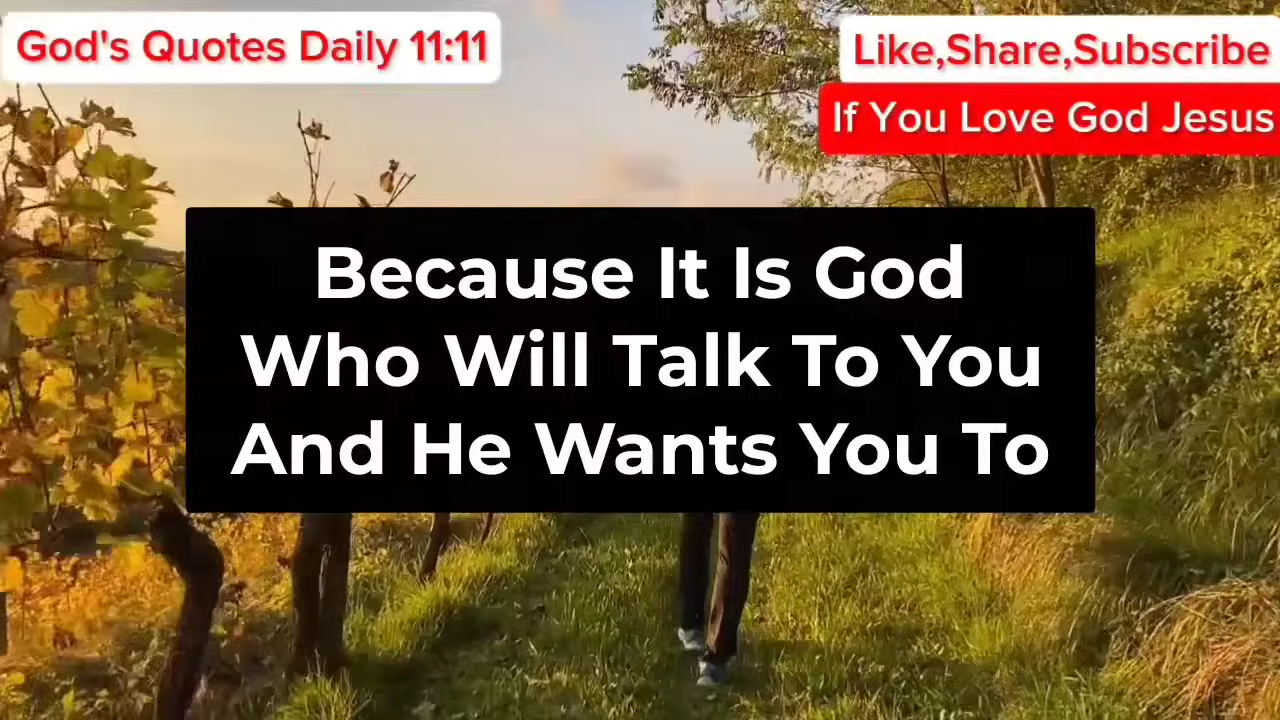 God's Quotes Daily 11:11
Like,Share,Subscribe
If You Love God Jesus
Because It Is God
Who Will Talk To You
And He Wants You To